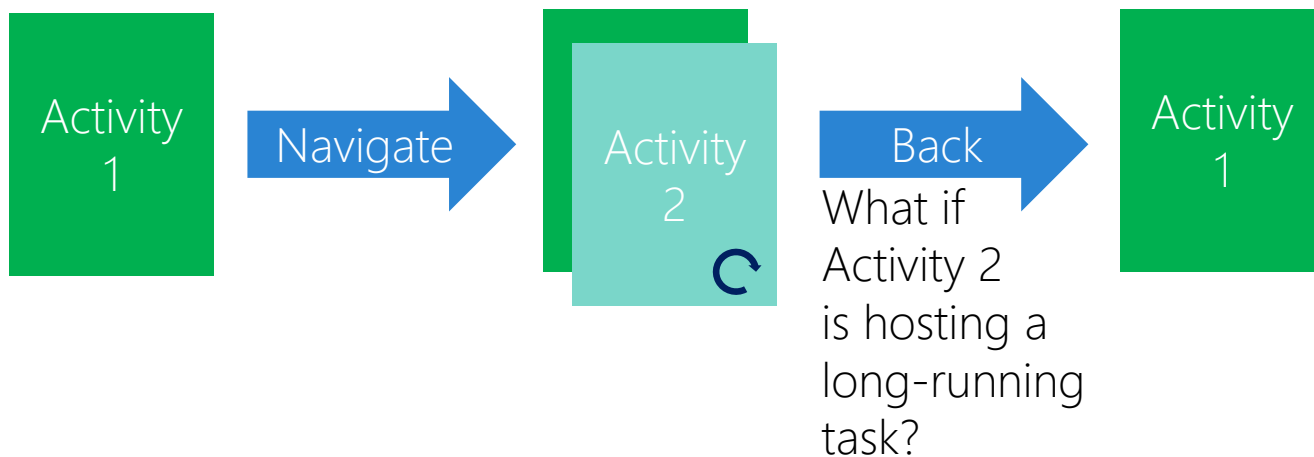 Activity
1
Navigate
Activity
2
Back
What if
Activity 2
is hosting a
long-running
task?
Activity
1